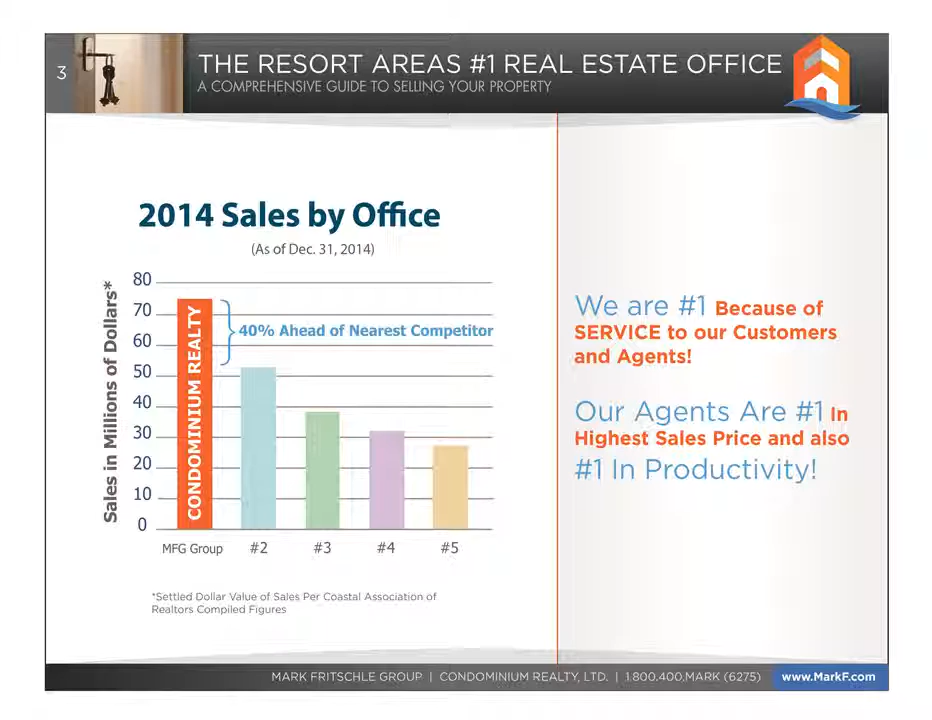 3
THE RESORT AREAS #1 REAL ESTATE OFFICE
A COMPREHENSIVE GUIDE TO SELLING YOUR PROPERTY
2014 Sales by Office
(As of Dec. 31, 2014)
Sales in Millions of Dollars*
80
70
60
50
40
30
20
10
0
CONDOMINIUM REALTY
40% Ahead of Nearest Competitor
MFG Group #2 #3 #4 #5
*Settled Dollar Value of Sales Per Coastal Association of
Realtors Compiled Figures
We are #1 Because of
SERVICE to our Customers
and Agents!
Our Agents Are #1 In
Highest Sales Price and also
#1 In Productivity!
MARK FRITSCHLE GROUP | CONDOMINIUM REALTY, LTD. | 1.800.400.MARK (6275) www.MarkF.com